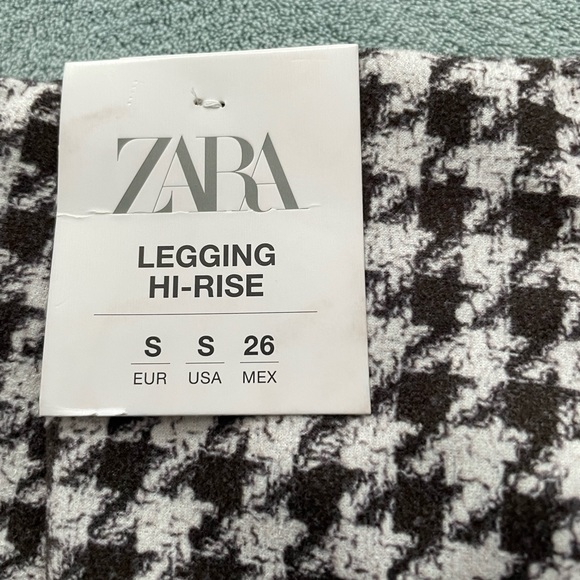 ZARA
LEGGING
HI-RISE
S S 26
EUR USA MEX